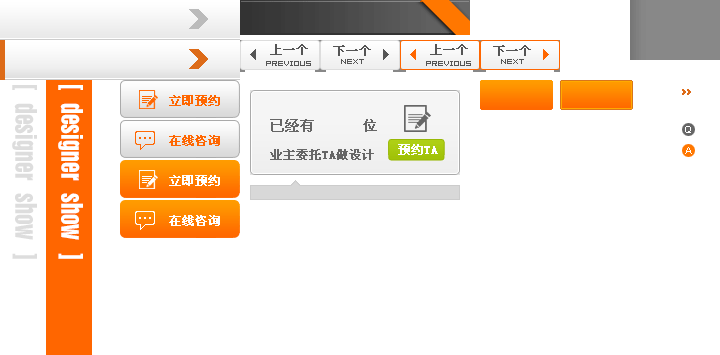 上一个
PREVIOUS
下一个
NEXT
上一个
PREVIOUS
下一个
NEXT
[ designer show ]
[ designer show ]
立即预约
在线咨询
立即预约
在线咨询
已经有 位
业主委托TA做设计
预约TA
Q
A